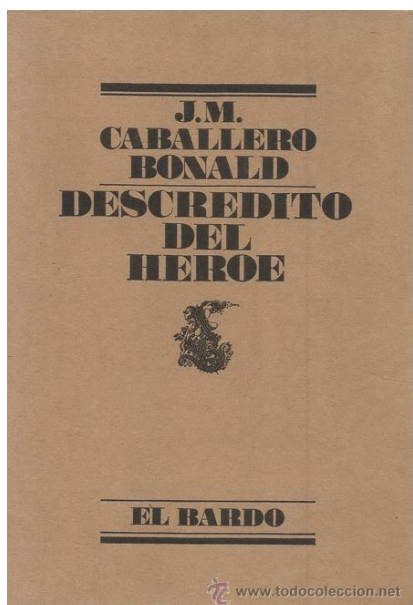 J.M.
CABALLERO
BONALD
DESCREDITO
DEL
HEROE
EL BARDO
www.todocoleccion.net